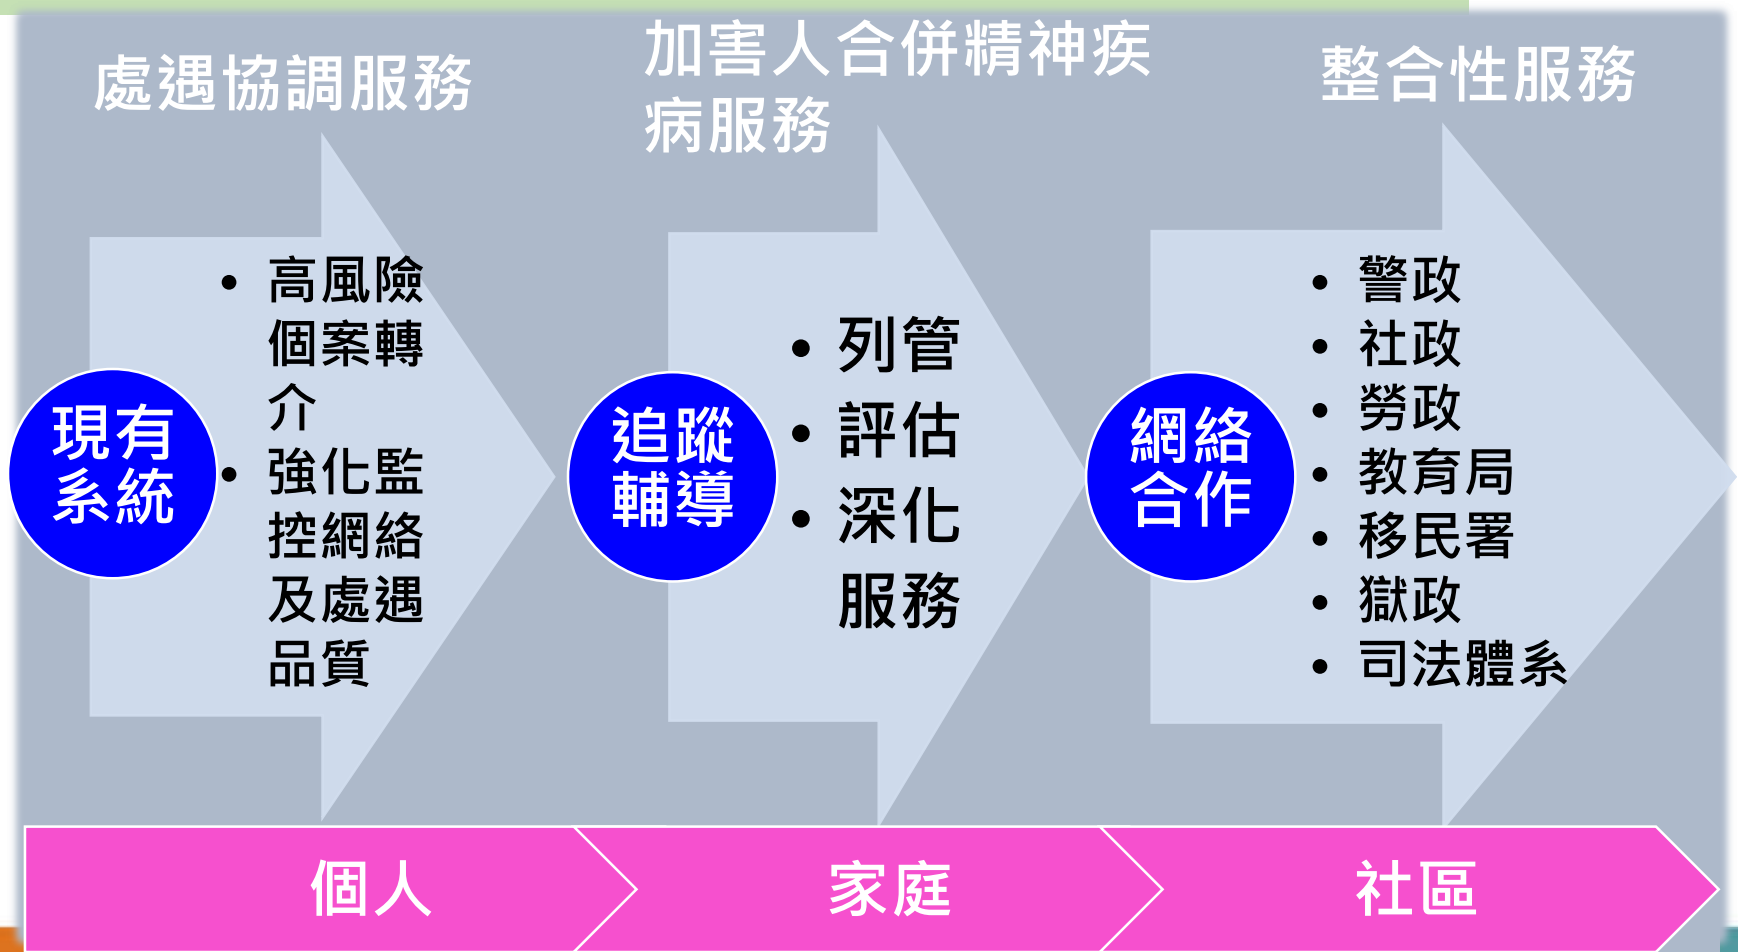 處遇協調服務
加害人合併精神疾
病服務
整合性服務
現有
系統
• 高風險
個案轉
介
• 強化監
控網絡
及處遇
品質
追蹤
輔導
• 列管
• 評估
• 深化
服務
網絡
合作
• 警政
• 社政
• 勞政
• 教育局
• 移民署
• 獄政
• 司法體系
個人
家庭
社區